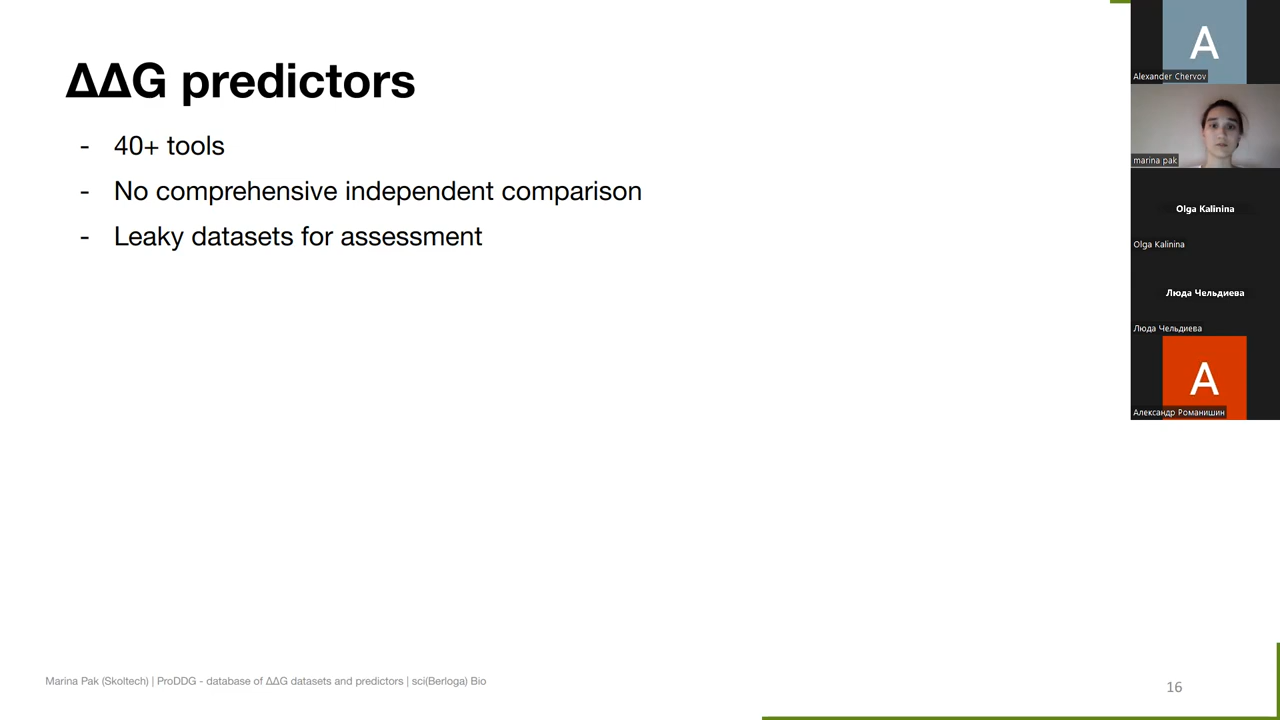 ΔΔG predictors
- 40+ tools
- No comprehensive independent comparison
- Leaky datasets for assessment
Marina Pak (Skoltech) | ProDDG - database of ΔΔG datasets and predictors | sci(Berloga) Bio
16
A
Alexander Chervov
marina pak
Olga Kalinina
Olga Kalinina
Люда Чельдиева
Люда Чельдиева
А
Александр Романишин